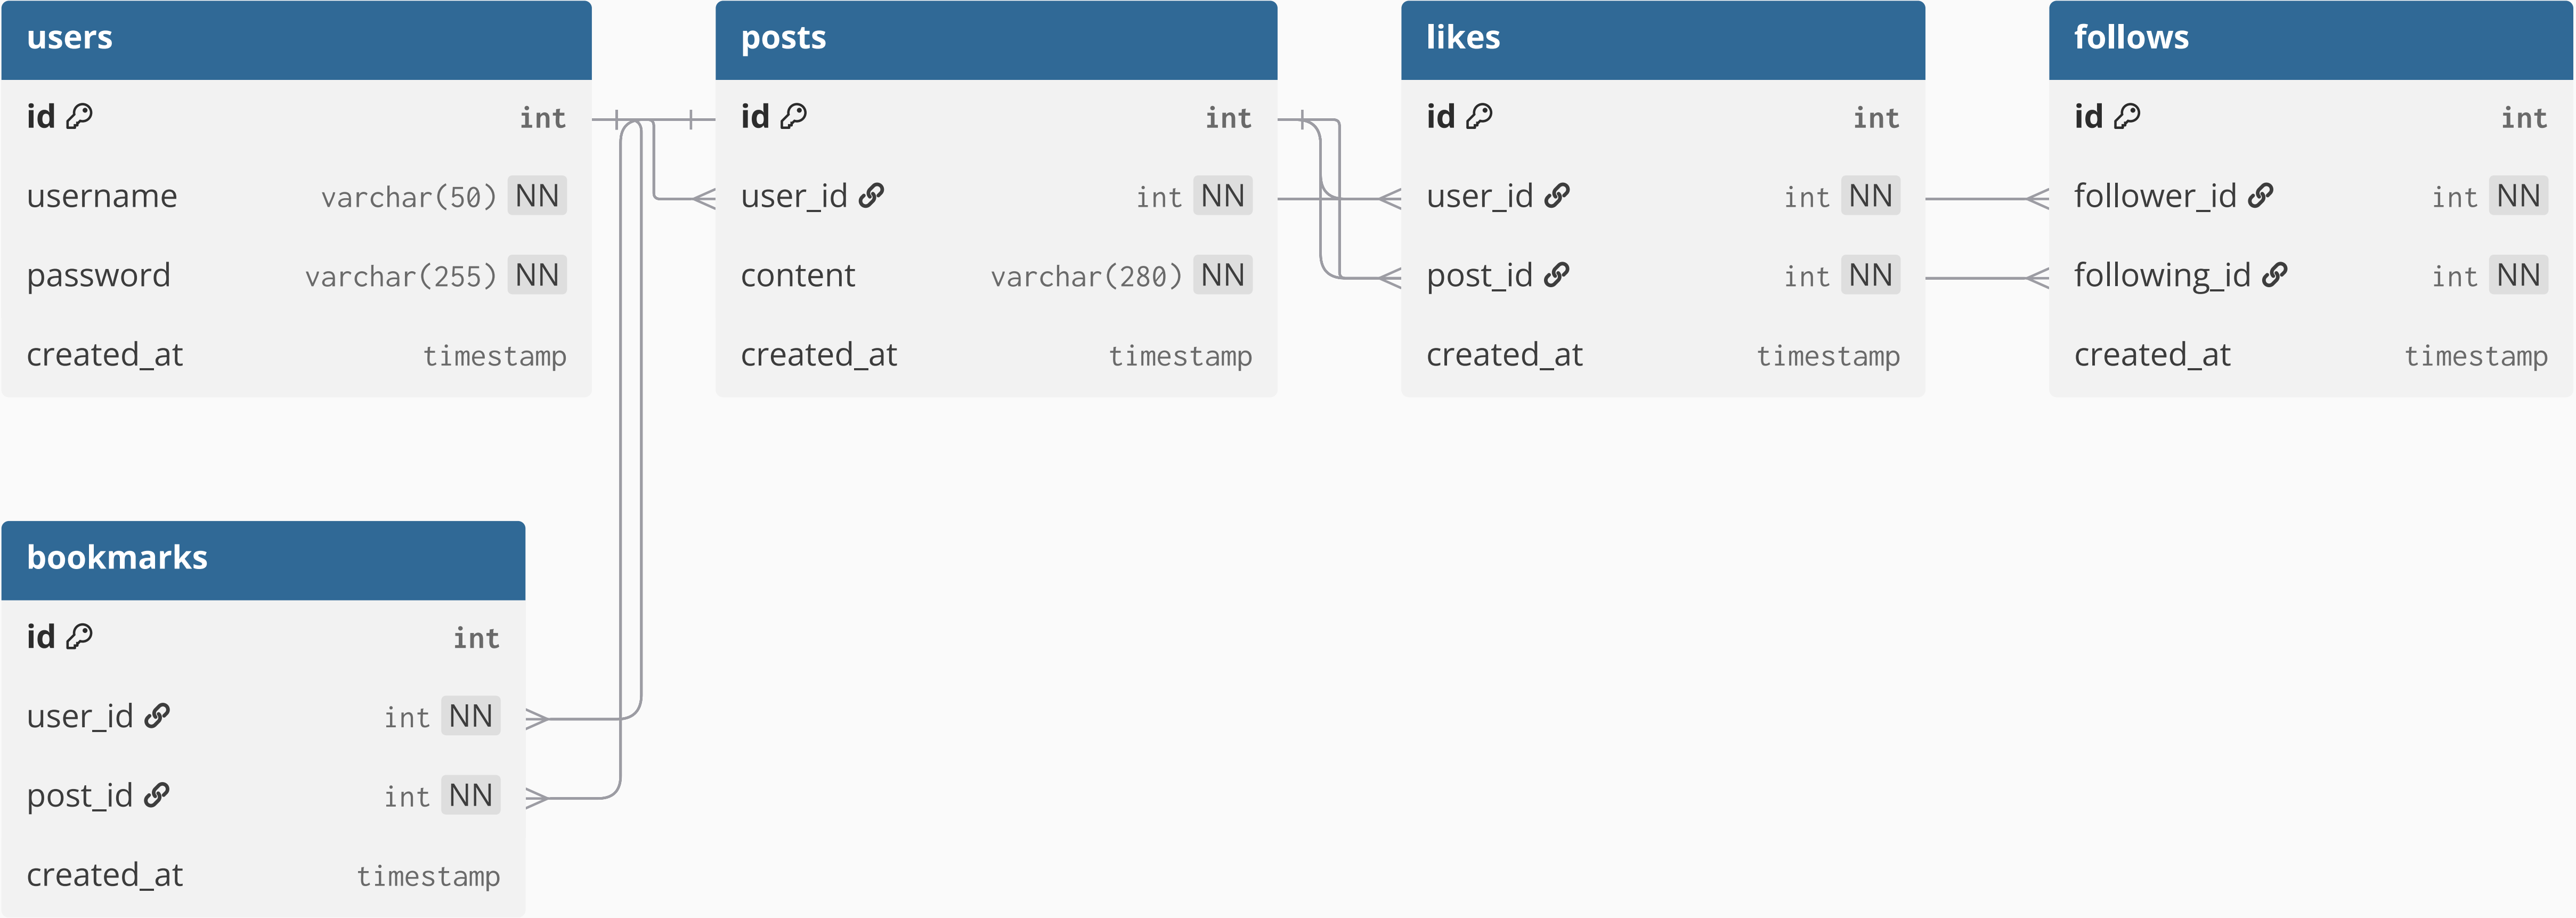 users
id int
username varchar(50) NN
password varchar(255) NN
created_at timestamp
posts
id int
user_id int NN
content varchar(280) NN
created_at timestamp
likes
id int
user_id int NN
post_id int NN
created_at timestamp
follows
id int
follower_id int NN
following_id int NN
created_at timestamp
bookmarks
id int
user_id int NN
post_id int NN
created_at timestamp